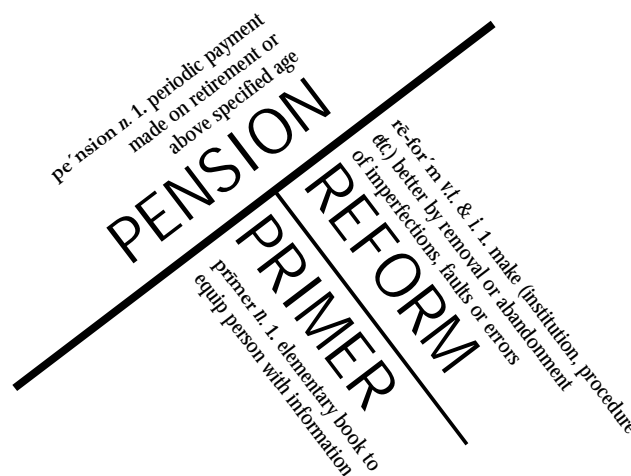 pe´nsion n. 1. periodic payment
made on retirement or
above specified age
PENSION
rē-for´m v.t. & i. 1. make (institution, procedure
etc.) better by removal or abandonment
of imperfections, faults or errors
REFORM
PRIMER
primer n. 1. elementary book to
equip person with information